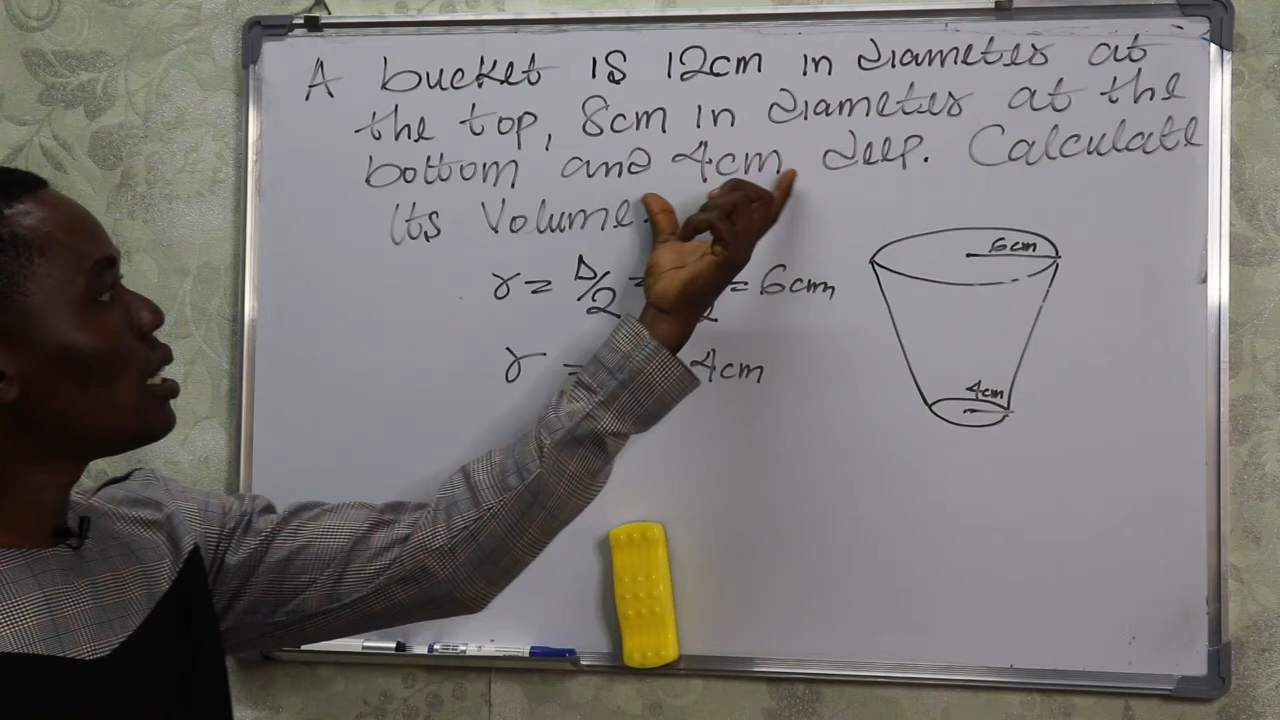 A bucket is 12cm in diameter at
the top, 8cm in diameter at the
bottom and 4cm deep. Calculate
Its Volume.
r = D/2 = 2 = 6cm
r = 4cm
6cm
4cm